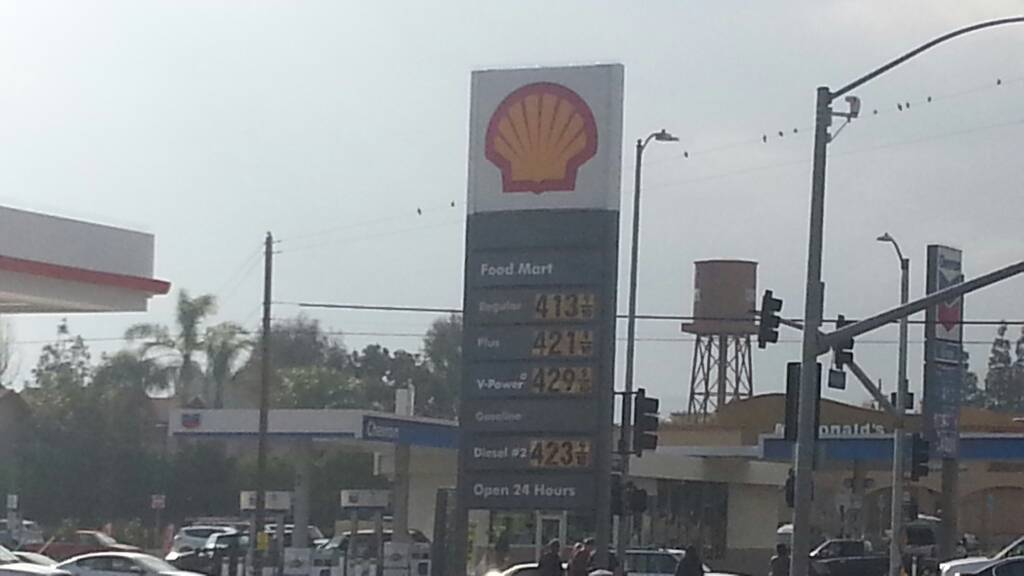 Food Mart
Regular 413 9/10
Plus 421 9/10
V-Power 429 9/10
Gasoline
Diesel #2 423 9/10
Open 24 Hours
Chevron
McDonald's